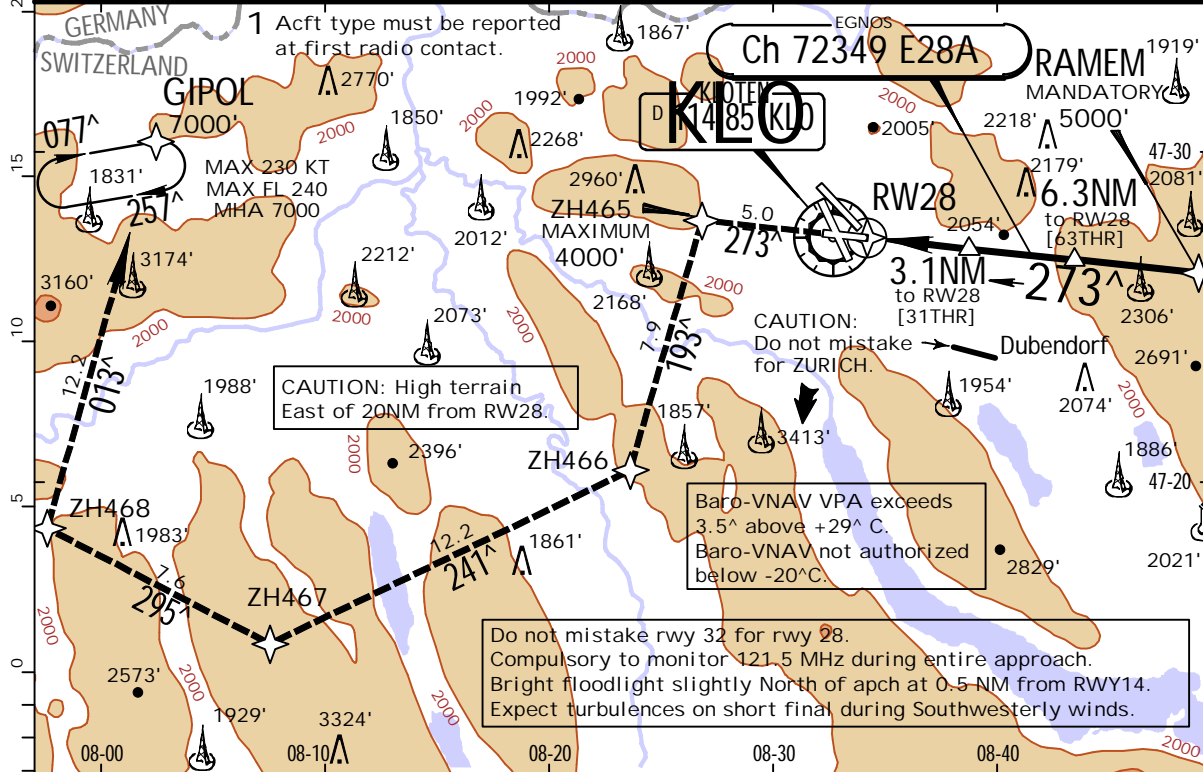 GERMANY
SWITZERLAND
1 Acft type must be reported
at first radio contact.
1867'
EGNOS
Ch 72349 E28A
RAMEM
MANDATORY
5000'
1919'
GIPOL
7000'
2770'
2000
1850'
2000
1992'
2000
2268'
KLOTEN
D 114.85 KLO
KLO
2000
2005'
2218'
2179'
47-30
2081'
077^
1831'
257^
MAX 230 KT
MAX FL 240
MHA 7000
2960'
ZH465
MAXIMUM
4000'
2012'
5.0
273^
RW28
2054'
6.3NM
to RW28
[63THR]
3.1NM
to RW28
[31THR]
273^
2306'
3160'
3174'
2000
2212'
2000
2168'
2000
2073'
2000
7.9
193^
CAUTION:
Do not mistake
for ZURICH.
Dubendorf
2691'
12.2
013^
1988'
CAUTION: High terrain
East of 20NM from RW28.
1954'
2074'
2000
1857'
3413'
2000
2396'
ZH466
1886'
47-20
ZH468
1983'
12.2
241^
1861'
Baro-VNAV VPA exceeds
3.5^ above +29^ C.
Baro-VNAV not authorized
below -20^C.
2829'
2021'
7.6
295^
ZH467
2000
Do not mistake rwy 32 for rwy 28.
Compulsory to monitor 121.5 MHz during entire approach.
Bright floodlight slightly North of apch at 0.5 NM from RWY14.
Expect turbulences on short final during Southwesterly winds.
2573'
2000
1929'
3324'
2000
2000
08-00
08-10
08-20
08-30
08-40
15
10
5
0